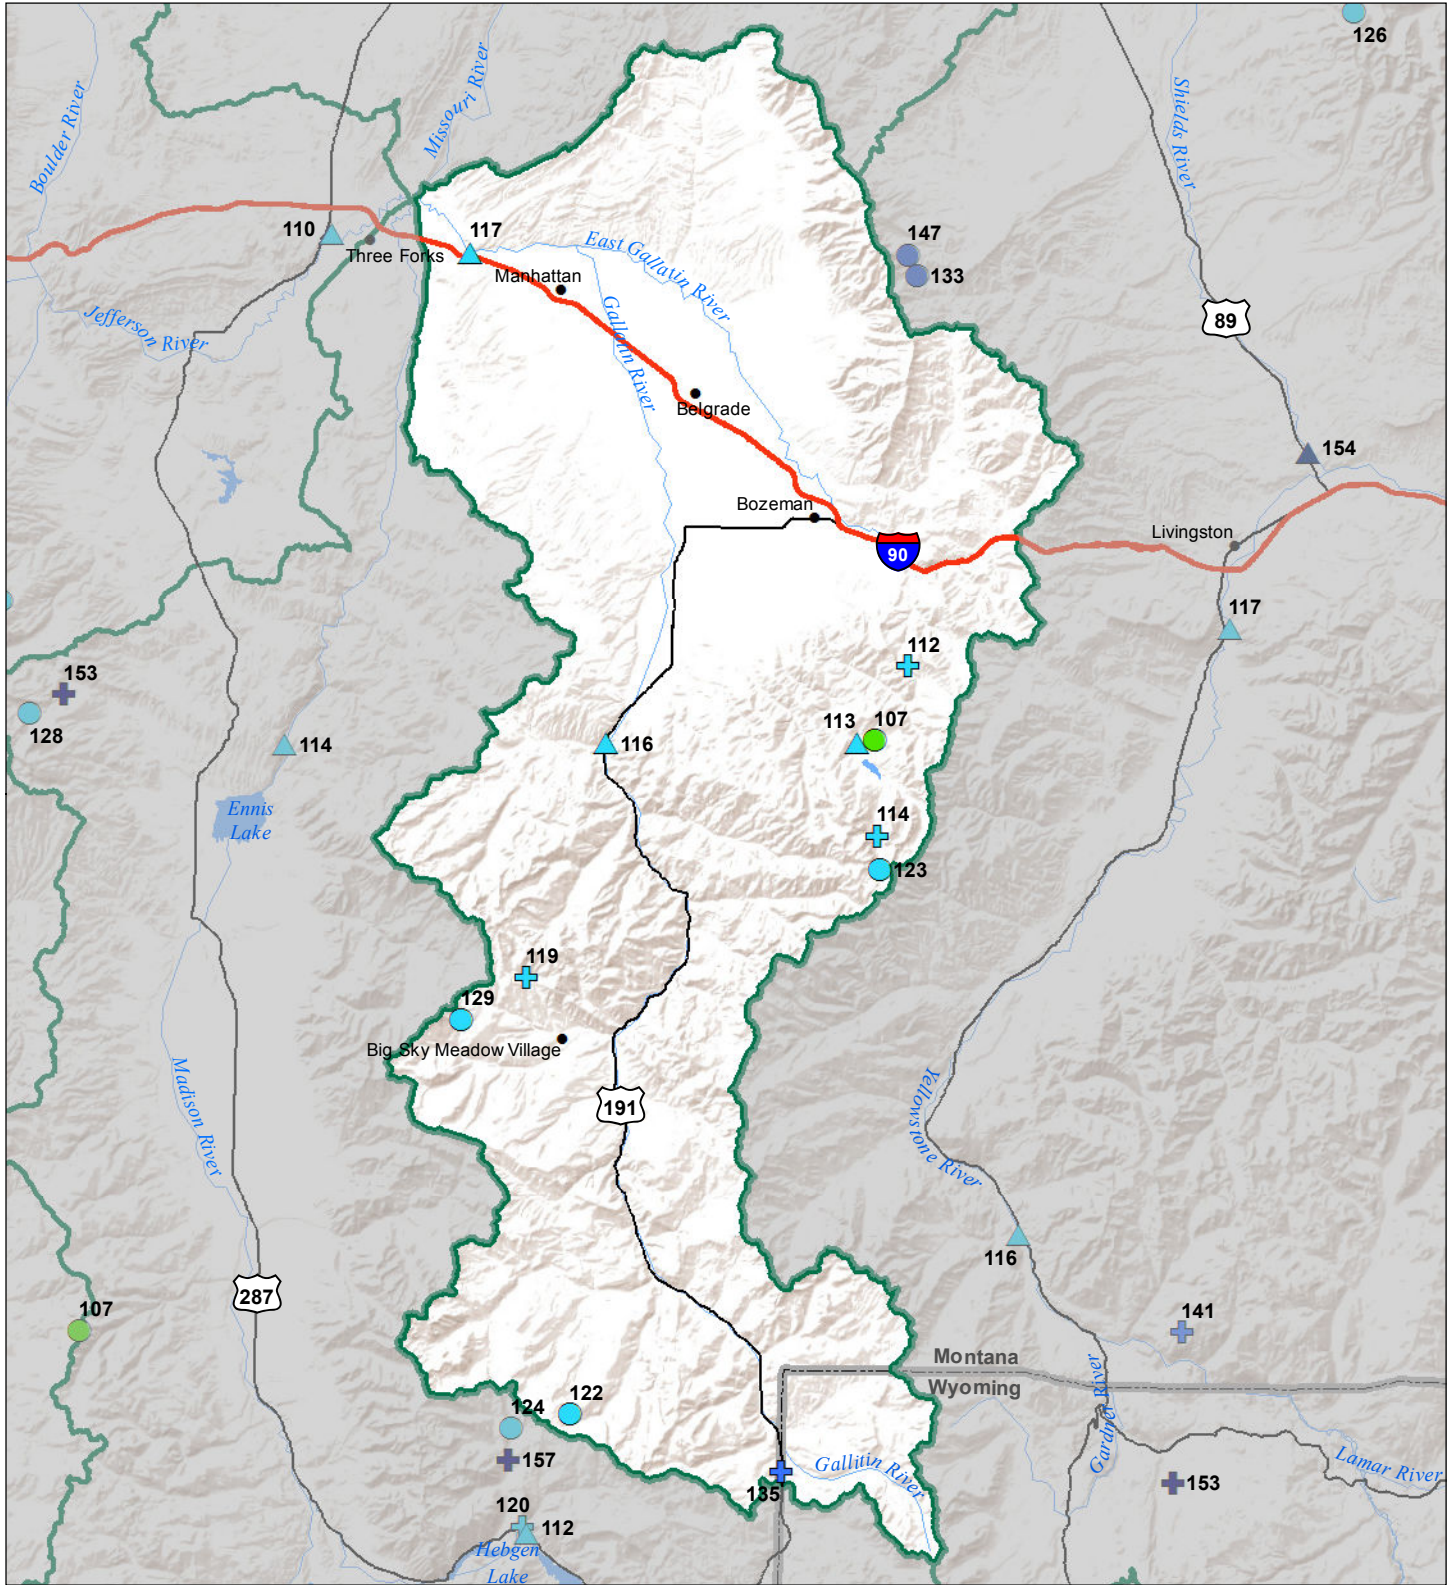 126
Missouri River
Boulder River
Shields River
110
117
147
Three Forks
East Gallatin River
133
Manhattan
Jefferson River
Gallatin River
89
Belgrade
154
Bozeman
Livingston
90
117
153
112
128
114
116
113
107
Ennis
Lake
114
123
119
129
Big Sky Meadow Village
Madison River
191
Yellowstone River
116
287
107
141
Montana
Wyoming
Gardner River
122
124
157
Gallitin River
Lamar River
135
153
120
112
Hebgen
Lake